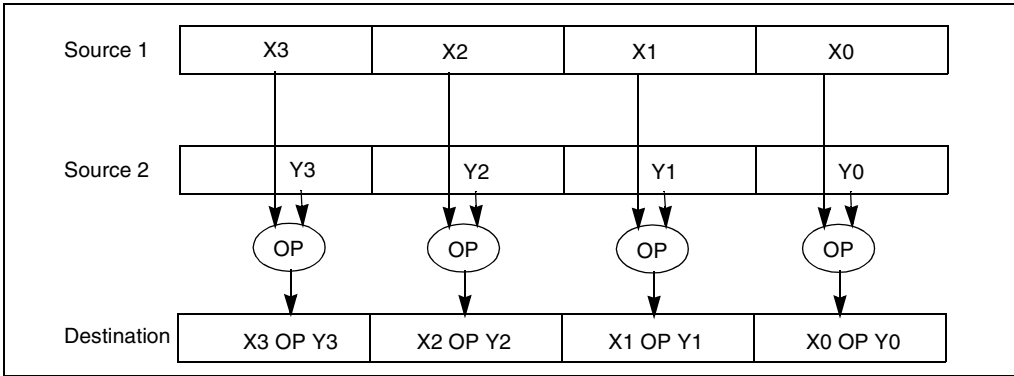 Source 1 X3 X2 X1 X0
Source 2 Y3 Y2 Y1 Y0
OP OP OP OP
Destination X3 OP Y3 X2 OP Y2 X1 OP Y1 X0 OP Y0